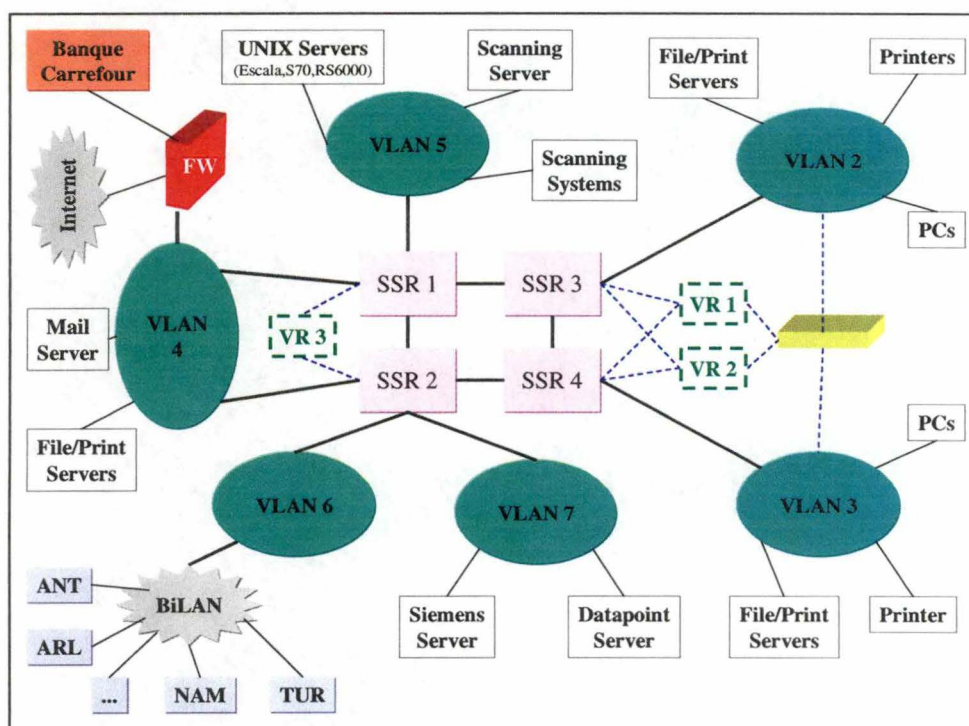 Banque
Carrefour
UNIX Servers
(Escala,S70,RS6000)
Scanning
Server
File/Print
Servers
Printers
Internet
FW
VLAN 5
VLAN 2
Scanning
Systems
PCs
SSR 1
SSR 3
VR 1
Mail
Server
VLAN
4
VR 3
VR 2
SSR 2
SSR 4
File/Print
Servers
PCs
VLAN 6
VLAN 7
VLAN 3
ANT
BiLAN
Siemens
Server
Datapoint
Server
File/Print
Servers
Printer
ARL
...
NAM
TUR